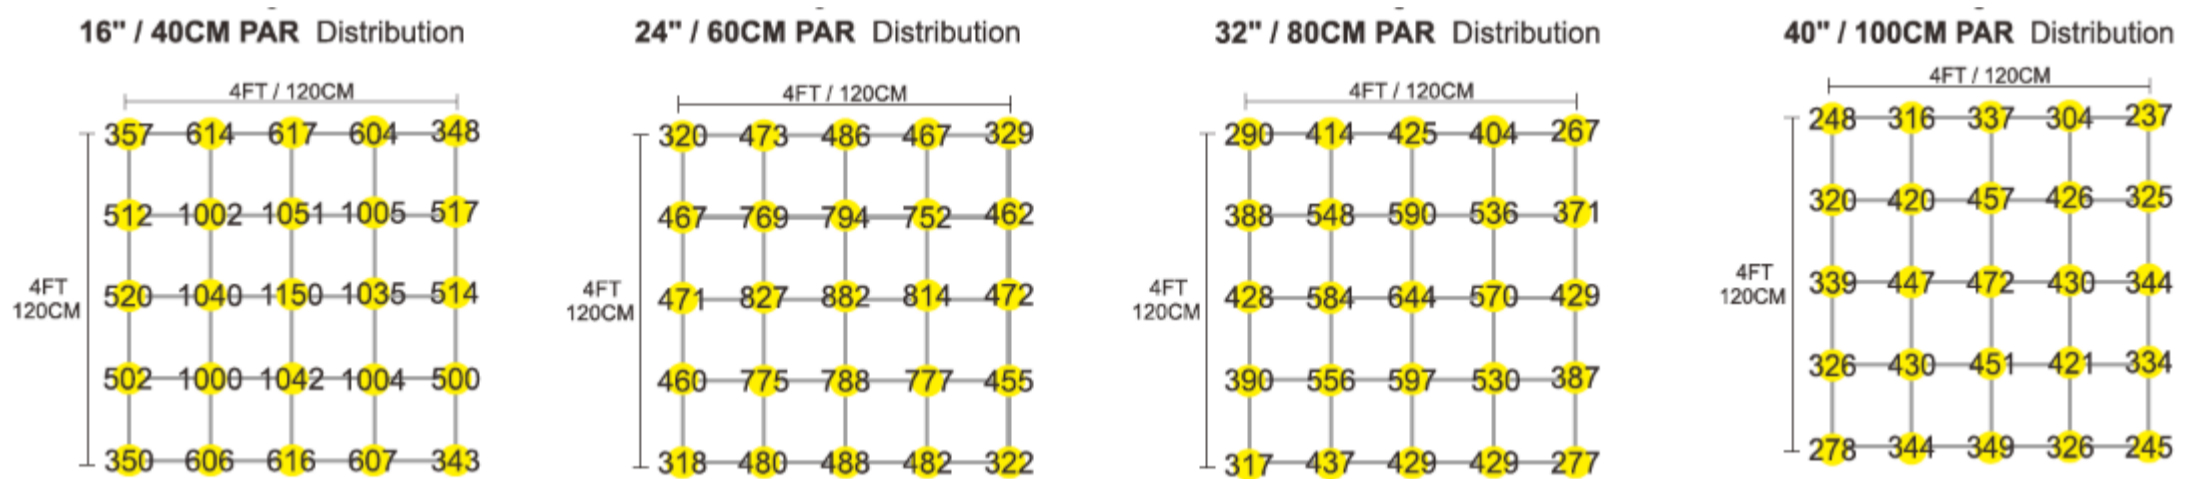 16" / 40CM PAR Distribution
4FT / 120CM
357 614 617 604 348
512 1002 1051 1005 517
4FT
120CM
520 1040 1150 1035 514
502 1000 1042 1004 500
350 606 616 607 343
24" / 60CM PAR Distribution
4FT / 120CM
320 473 486 467 329
467 769 794 752 462
4FT
120CM
471 827 882 814 472
460 775 788 777 455
318 480 488 482 322
32" / 80CM PAR Distribution
4FT / 120CM
290 414 425 404 267
388 548 590 536 371
4FT
120CM
428 584 644 570 429
390 556 597 530 387
317 437 429 429 277
40" / 100CM PAR Distribution
4FT / 120CM
248 316 337 304 237
320 420 457 426 325
4FT
120CM
339 447 472 430 344
326 430 451 421 334
278 344 349 326 245